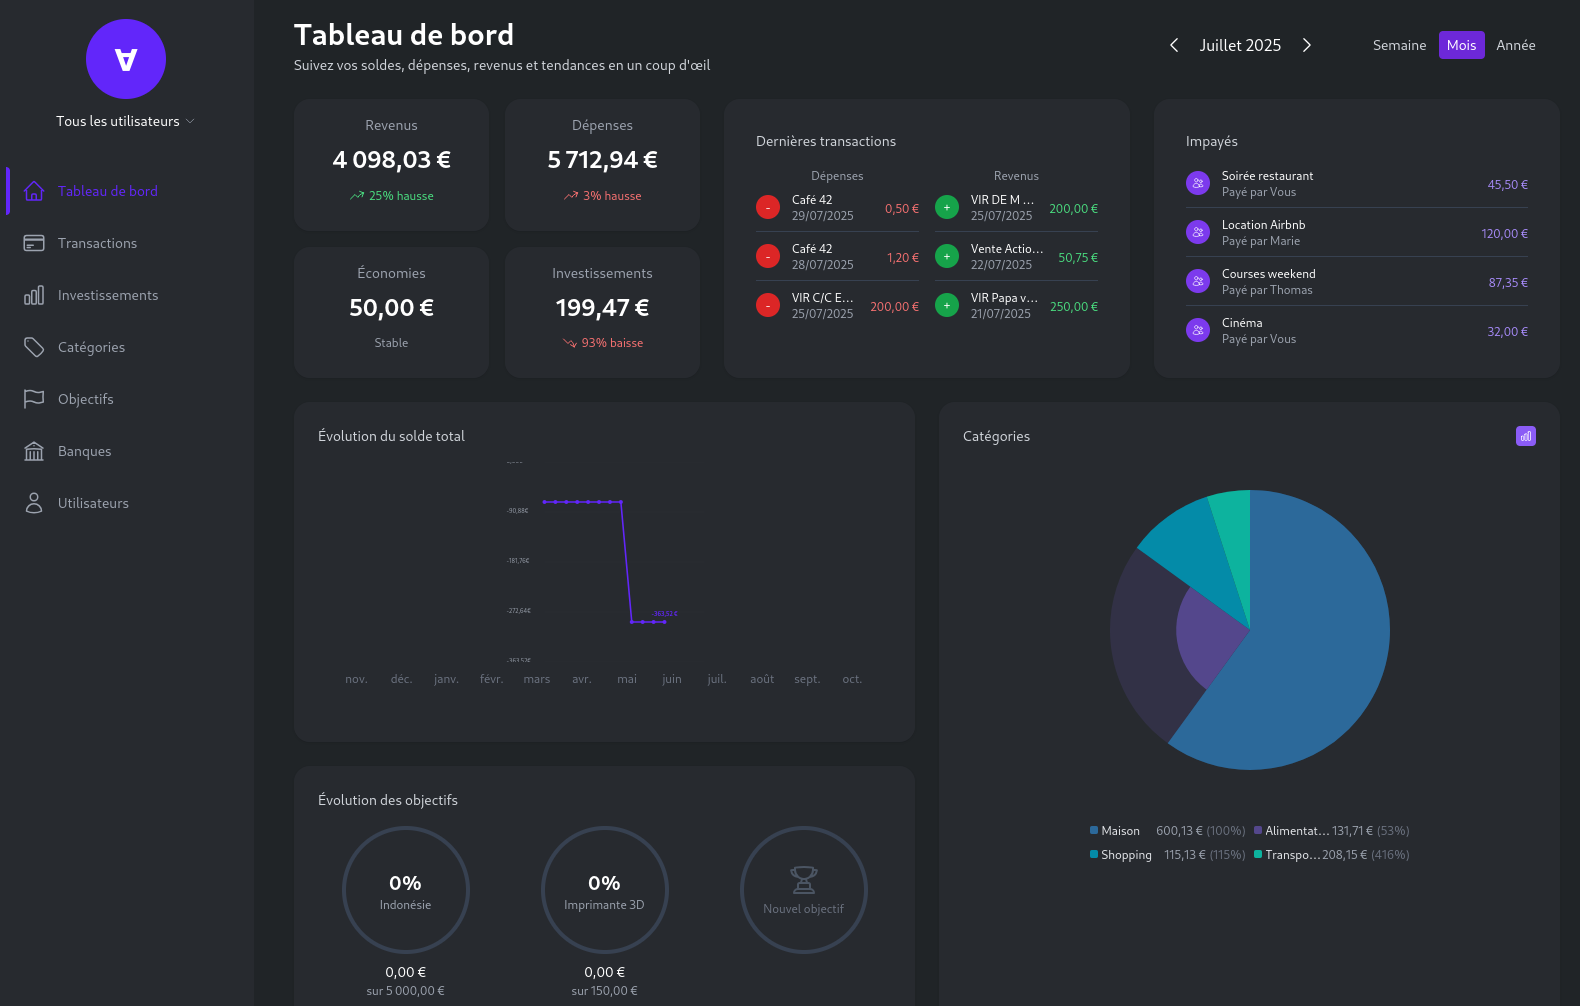 ∀
Tous les utilisateurs
Tableau de bord
Transactions
Investissements
Catégories
Objectifs
Banques
Utilisateurs
Tableau de bord
Suivez vos soldes, dépenses, revenus et tendances en un coup d'œil
Juillet 2025
Semaine Mois Année
Revenus
4 098,03 €
25% hausse
Dépenses
5 712,94 €
3% hausse
Économies
50,00 €
Stable
Investissements
199,47 €
93% baisse
Dernières transactions
Dépenses
- Café 42
29/07/2025
0,50 €
- Café 42
28/07/2025
1,20 €
- VIR C/C E...
25/07/2025
200,00 €
Revenus
+ VIR DE M ...
25/07/2025
200,00 €
+ Vente Actio...
22/07/2025
50,75 €
+ VIR Papa v...
21/07/2025
250,00 €
Impayés
Soirée restaurant
Payé par Vous
45,50 €
Location Airbnb
Payé par Marie
120,00 €
Courses weekend
Payé par Thomas
87,35 €
Cinéma
Payé par Vous
32,00 €
Évolution du solde total
-90,88€
-181,76€
-272,64€
-363,52€
-363,52€
nov. déc. janv. févr. mars avr. mai juin juil. août sept. oct.
Catégories
Maison 600,13 € (100%) Alimentat... 131,71 € (53%)
Shopping 115,13 € (115%) Transpo... 208,15 € (416%)
Évolution des objectifs
0%
Indonésie
0,00 €
sur 5 000,00 €
0%
Imprimante 3D
0,00 €
sur 150,00 €
Nouvel objectif